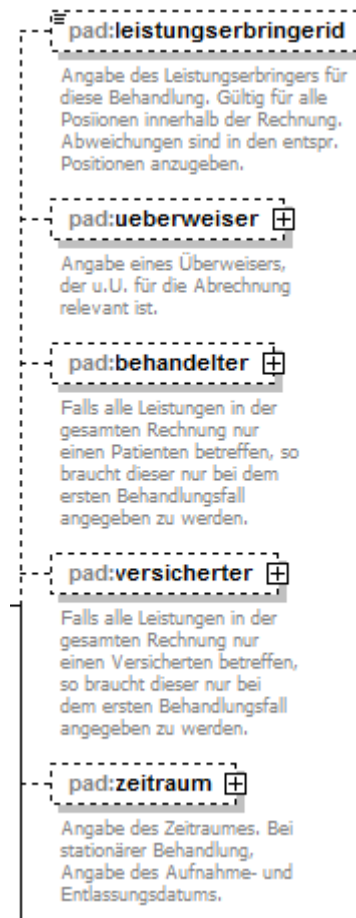 pad:leistungserbringerid
Angabe des Leistungserbringers für
diese Behandlung. Gültig für alle
Posiionen innerhalb der Rechnung.
Abweichungen sind in den entspr.
Positionen anzugeben.
pad:ueberweiser
Angabe eines Überweisers,
der u.U. für die Abrechnung
relevant ist.
pad:behandelter
Falls alle Leistungen in der
gesamten Rechnung nur
einen Patienten betreffen, so
braucht dieser nur bei dem
ersten Behandlungsfall
angegeben zu werden.
pad:versicherter
Falls alle Leistungen in der
gesamten Rechnung nur
einen Versicherten betreffen,
so braucht dieser nur bei
dem ersten Behandlungsfall
angegeben zu werden.
pad:zeitraum
Angabe des Zeitraumes. Bei
stationärer Behandlung,
Angabe des Aufnahme- und
Entlassungsdatums.